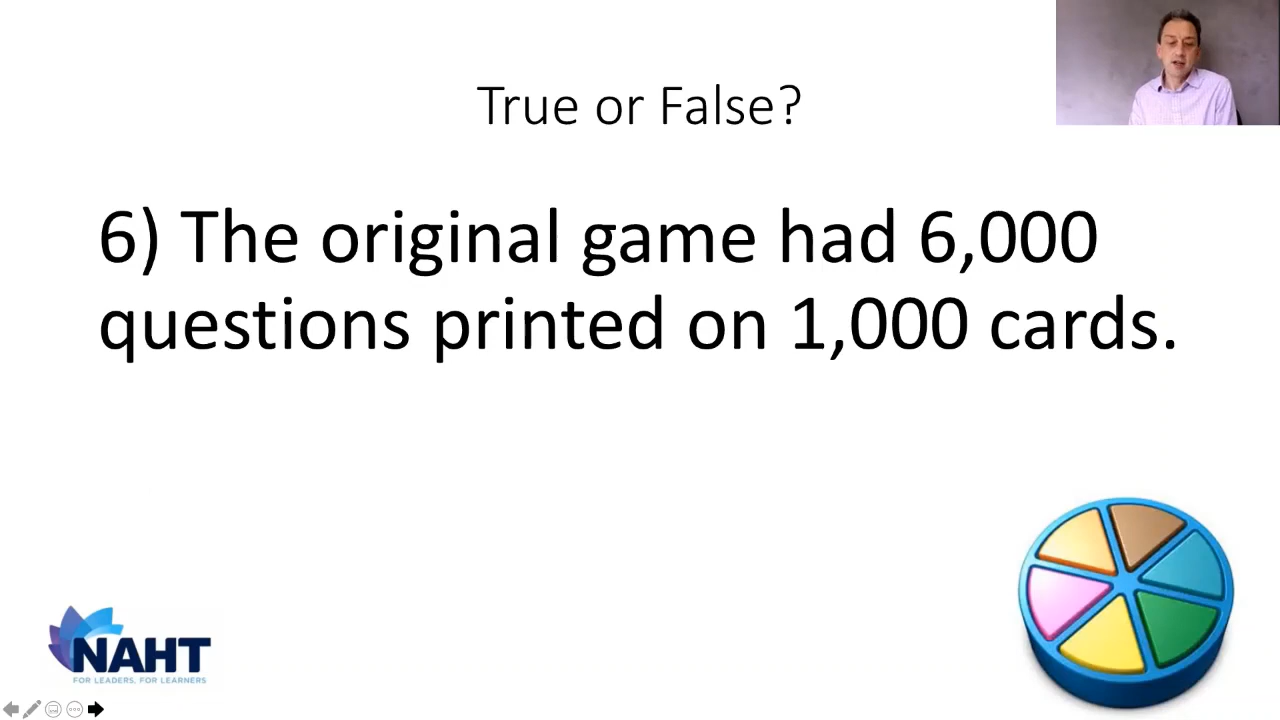 True or False?
6) The original game had 6,000
questions printed on 1,000 cards.
NAHT
FOR LEADERS, FOR LEARNERS